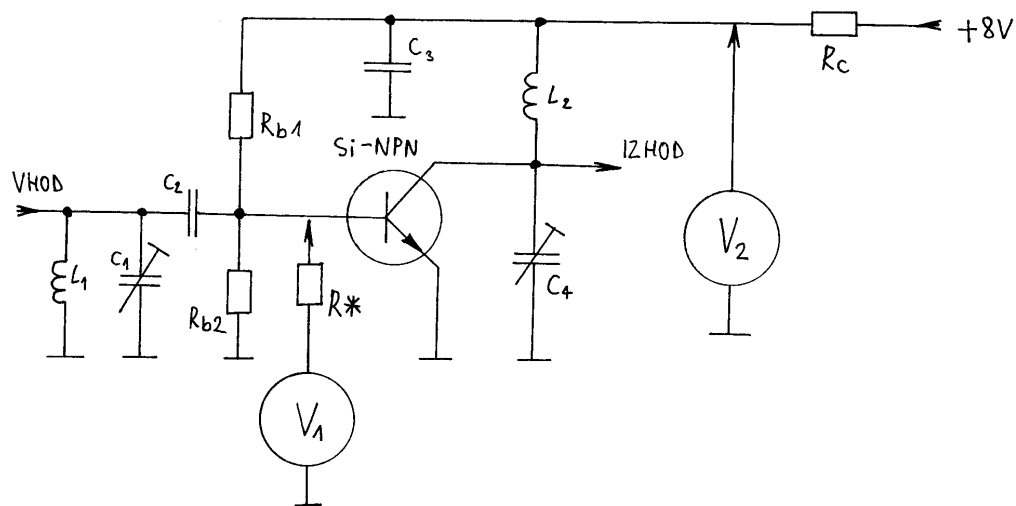 +8V
Rc
C3
L2
Rb1
Si-NPN
IZHOD
VHOD
C2
V2
L1
C1
R*
C4
Rb2
V1